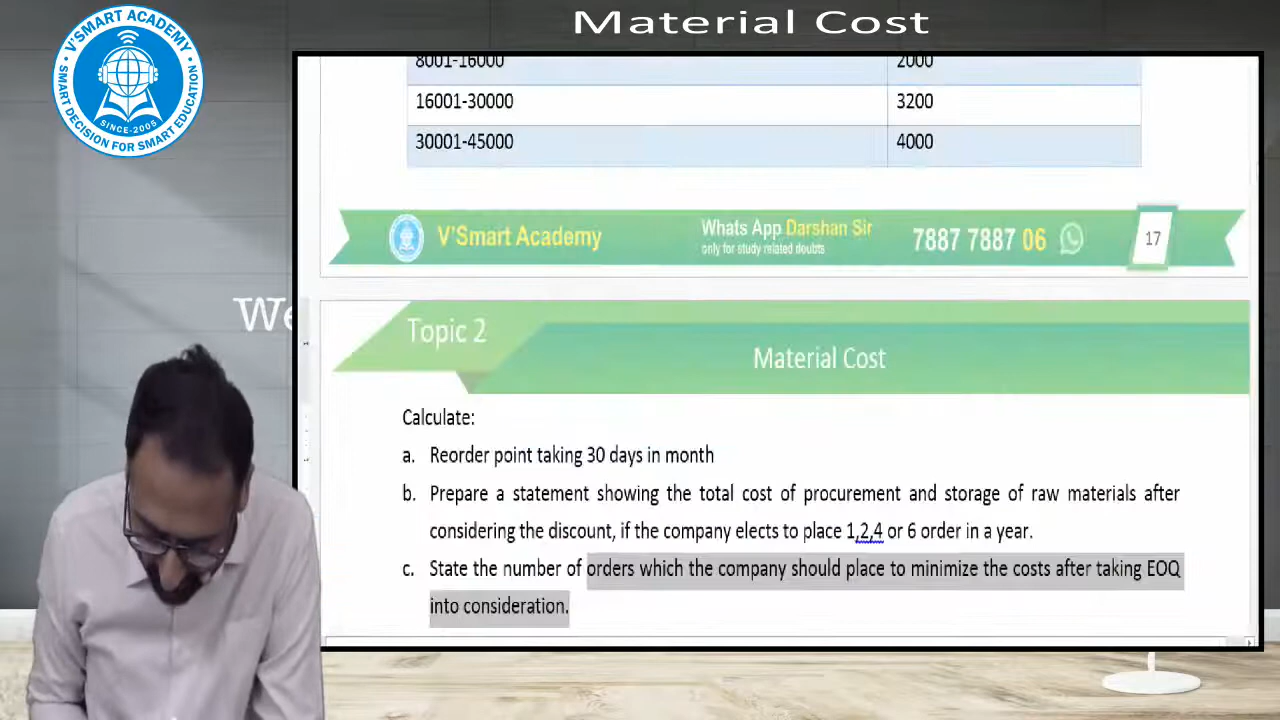 Material Cost
V'SMART ACADEMY
SINCE-2005
SMART DECISION FOR SMART EDUCATION
8001-16000 2000
16001-30000 3200
30001-45000 4000
V'Smart Academy
Whats App Darshan Sir
only for study related doubts
7887 7887 06
17
We
Topic 2
Material Cost
Calculate:
a. Reorder point taking 30 days in month
b. Prepare a statement showing the total cost of procurement and storage of raw materials after
considering the discount, if the company elects to place 1,2,4 or 6 order in a year.
c. State the number of orders which the company should place to minimize the costs after taking EOQ
into consideration.